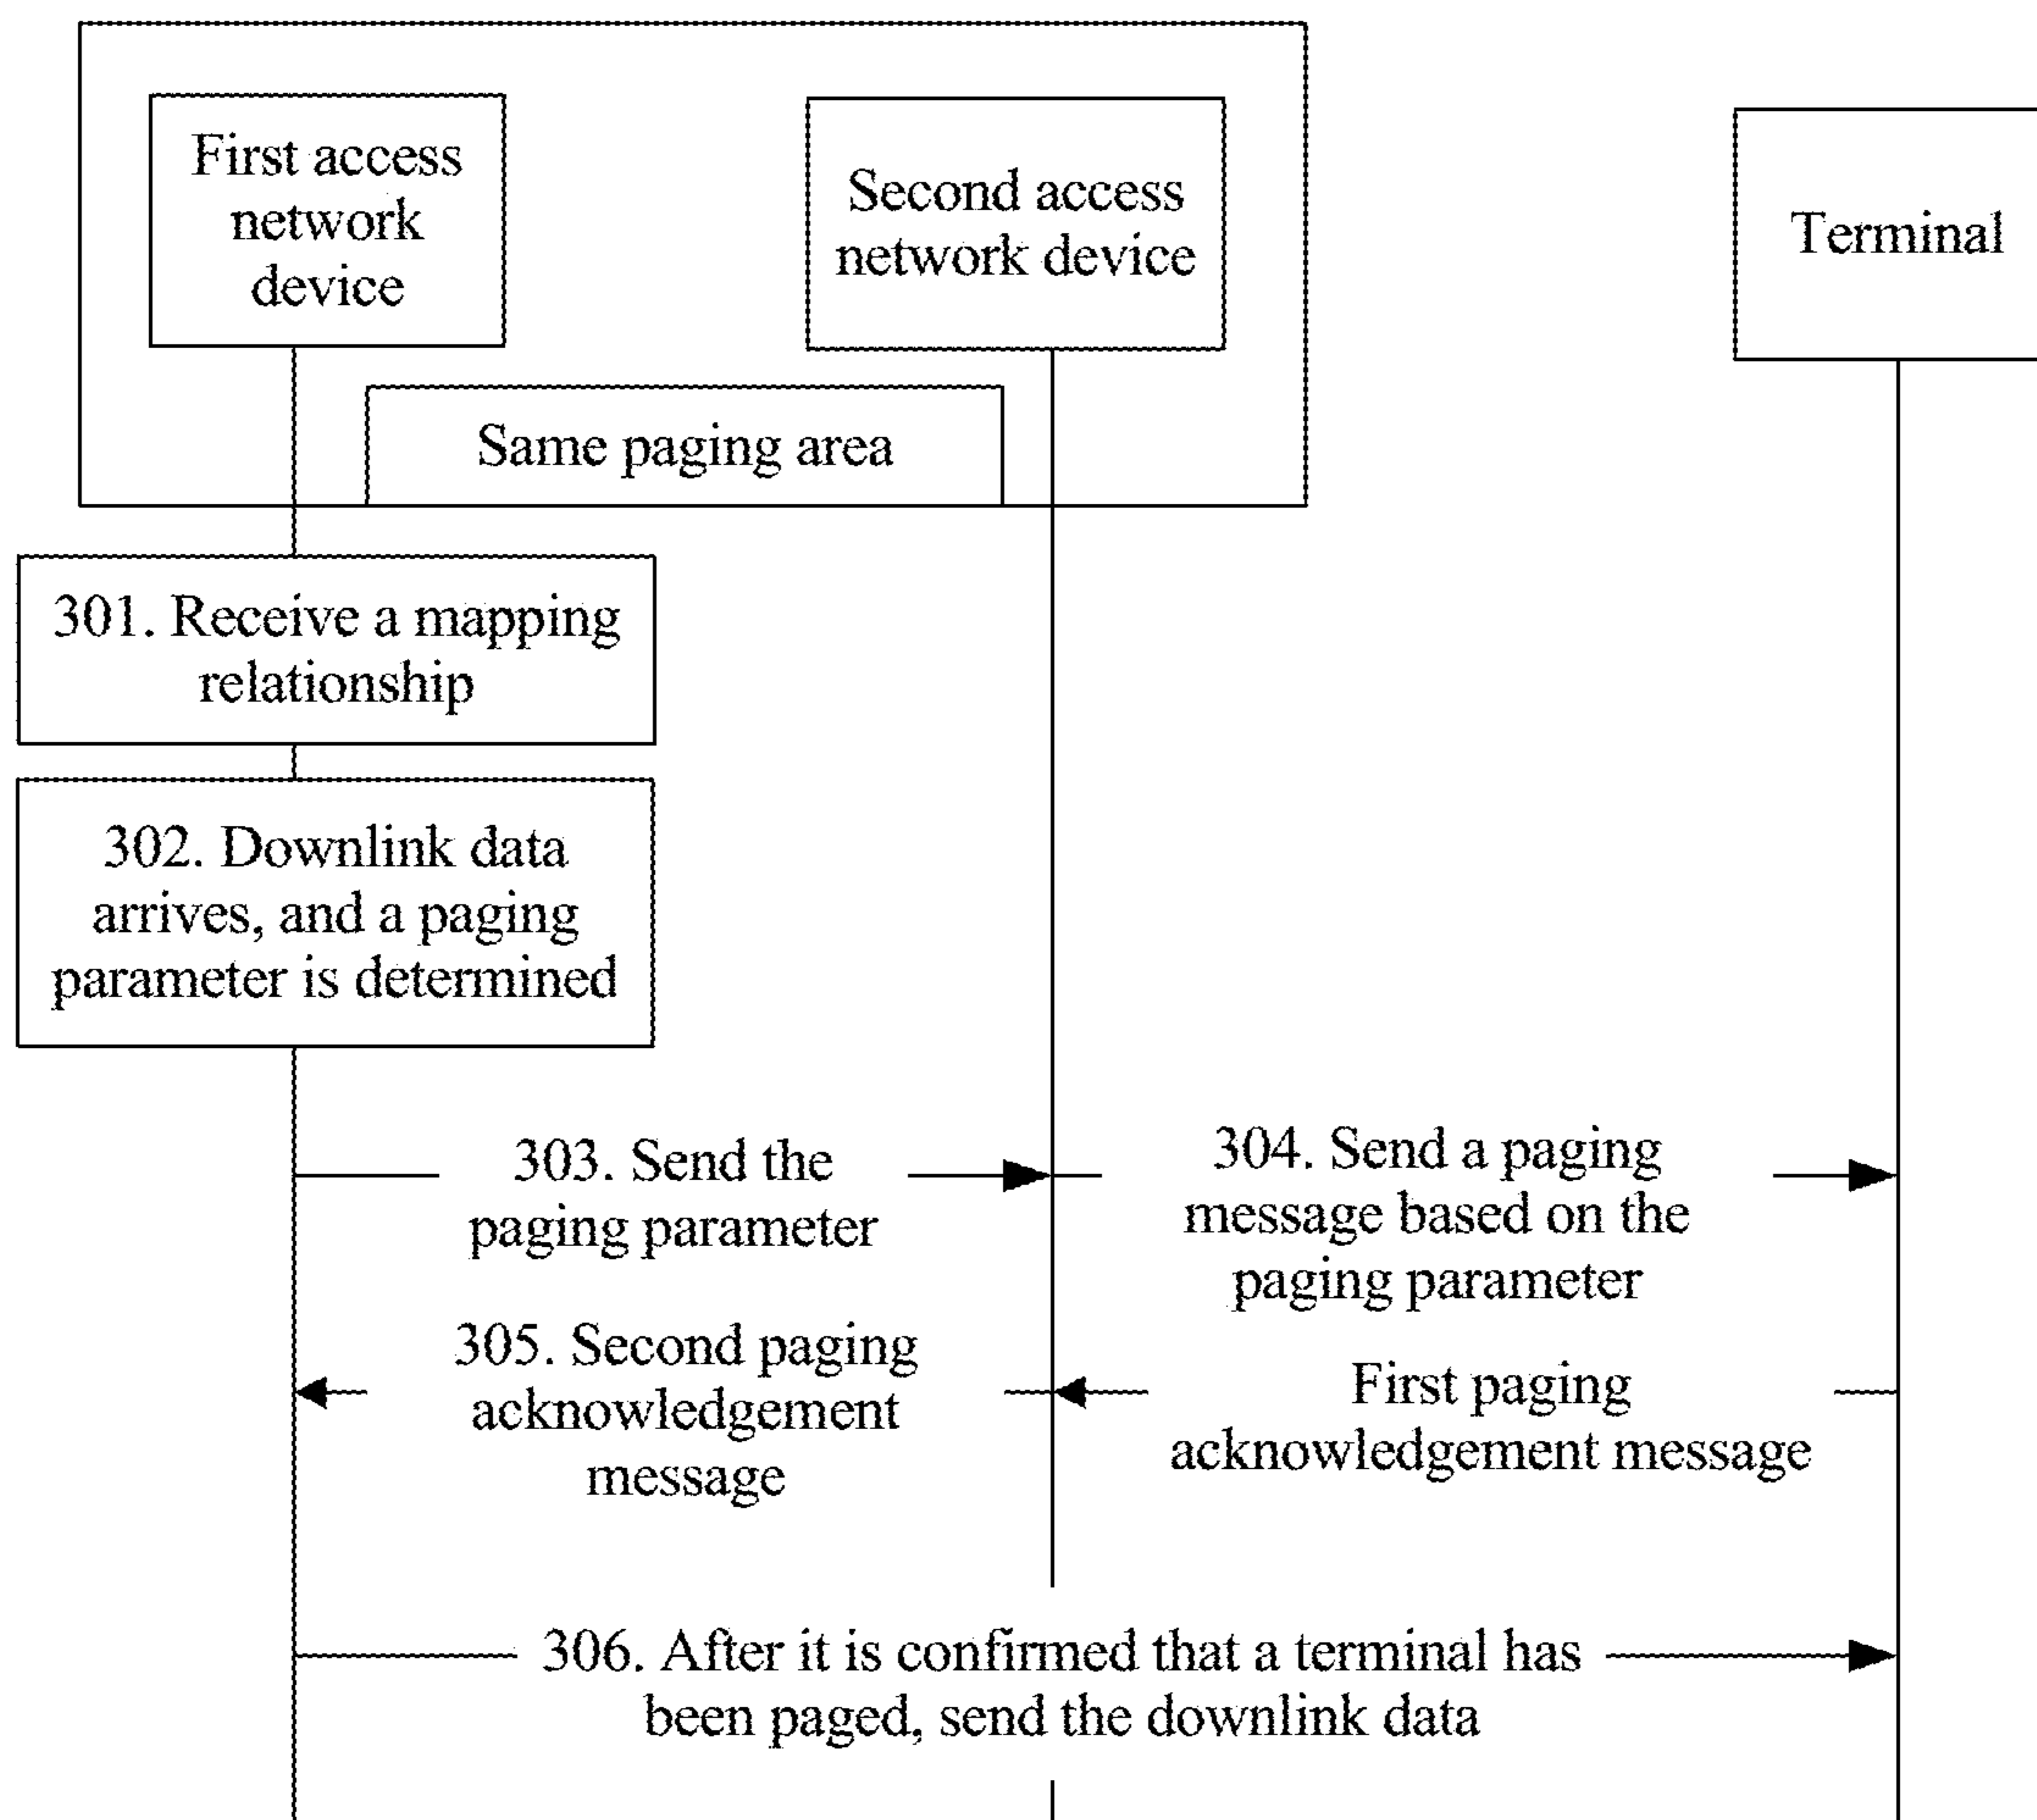 First access
network
device
Second access
network device
Terminal
Same paging area
301. Receive a mapping
relationship
302. Downlink data
arrives, and a paging
parameter is determined
303. Send the
paging parameter
304. Send a paging
message based on the
paging parameter
305. Second paging
acknowledgement
message
First paging
acknowledgement message
306. After it is confirmed that a terminal has
been paged, send the downlink data